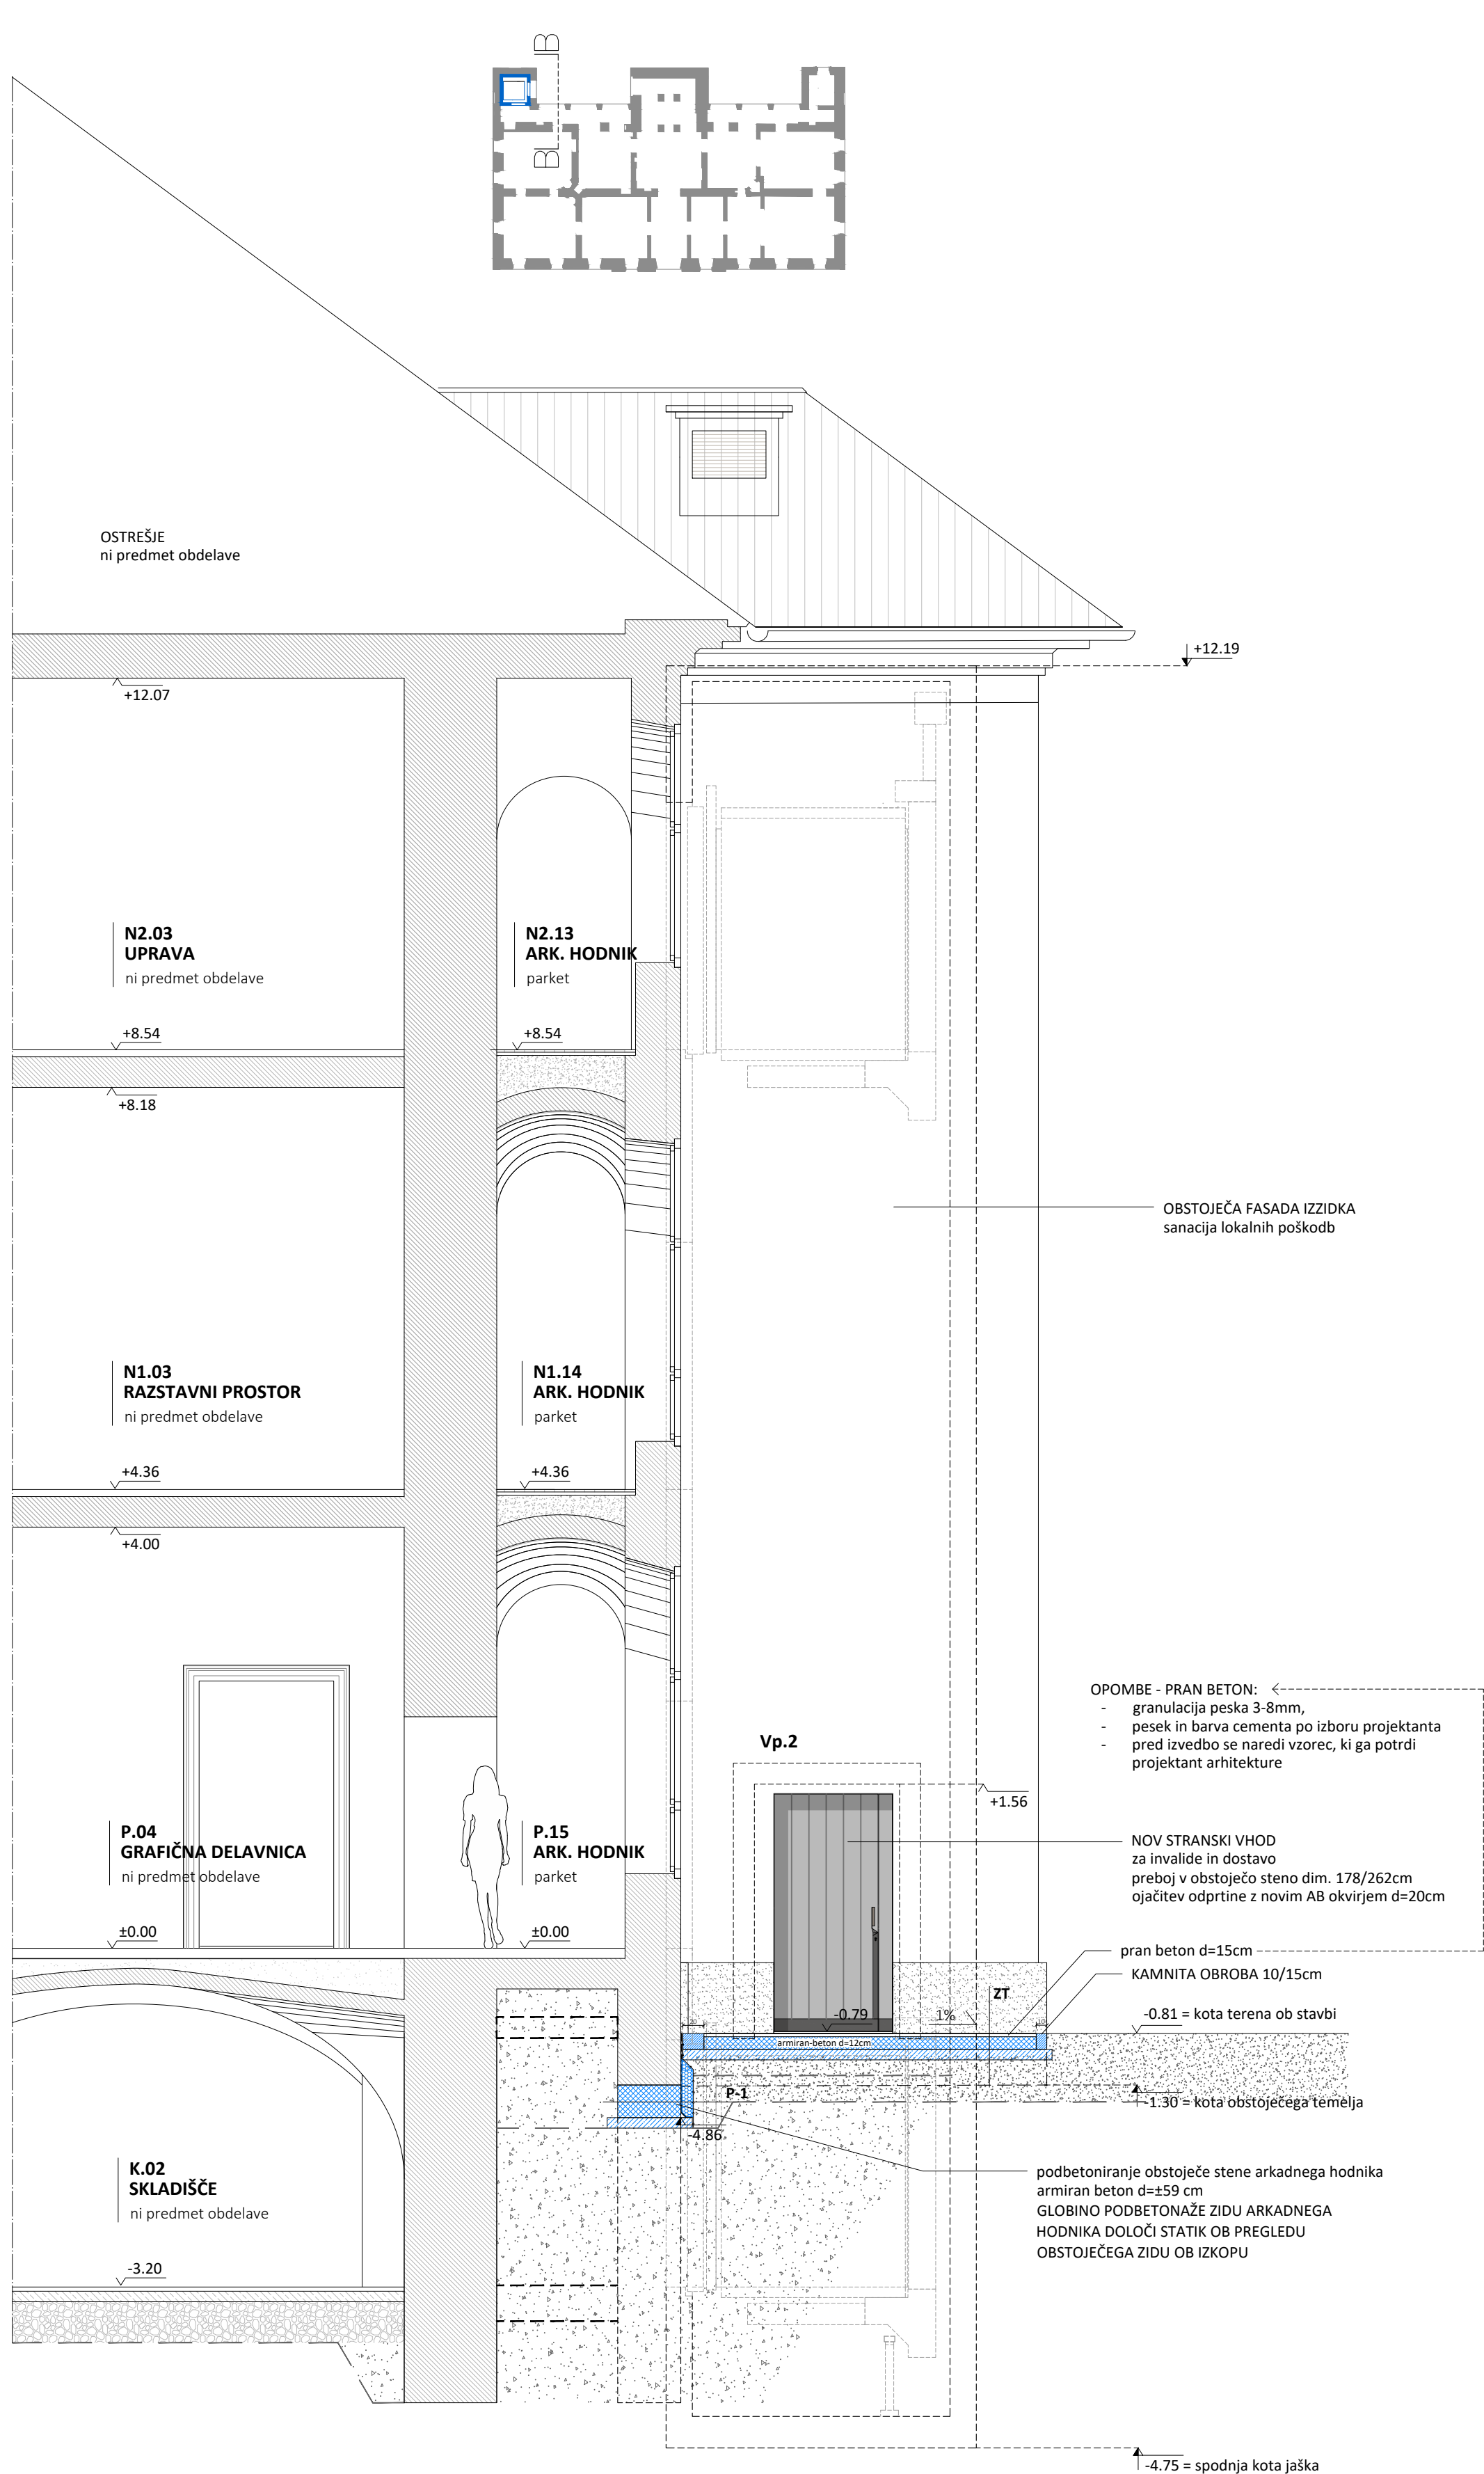 B
B
OSTREŠJE
ni predmet obdelave
+12.19
+12.07
N2.03
UPRAVA
ni predmet obdelave
N2.13
ARK. HODNIK
parket
+8.54
+8.54
+8.18
OBSTOJEČA FASADA IZZIDKA
sanacija lokalnih poškodb
N1.03
RAZSTAVNI PROSTOR
ni predmet obdelave
N1.14
ARK. HODNIK
parket
+4.36
+4.36
+4.00
OPOMBE - PRAN BETON:
- granulacija peska 3-8mm,
- pesek in barva cementa po izboru projektanta
- pred izvedbo se naredi vzorec, ki ga potrdi
projektant arhitekture
Vp.2
+1.56
P.04
GRAFIČNA DELAVNICA
ni predmet obdelave
P.15
ARK. HODNIK
parket
NOV STRANSKI VHOD
za invalide in dostavo
preboj v obstoječo steno dim. 178/262cm
ojačitev odprtine z novim AB okvirjem d=20cm
±0.00
±0.00
pran beton d=15cm
KAMNITA OBROBA 10/15cm
ZT
-0.79
1%
-0.81 = kota terena ob stavbi
20
10
armiran-beton d=12cm
P-1
-1.30 = kota obstoječega temelja
-4.86
K.02
SKLADIŠČE
ni predmet obdelave
podbetoniranje obstoječe stene arkadnega hodnika
armiran beton d=±59 cm
GLOBINO PODBETONAŽE ZIDU ARKADNEGA
HODNIKA DOLOČI STATIK OB PREGLEDU
OBSTOJEČEGA ZIDU OB IZKOPU
-3.20
-4.75 = spodnja kota jaška